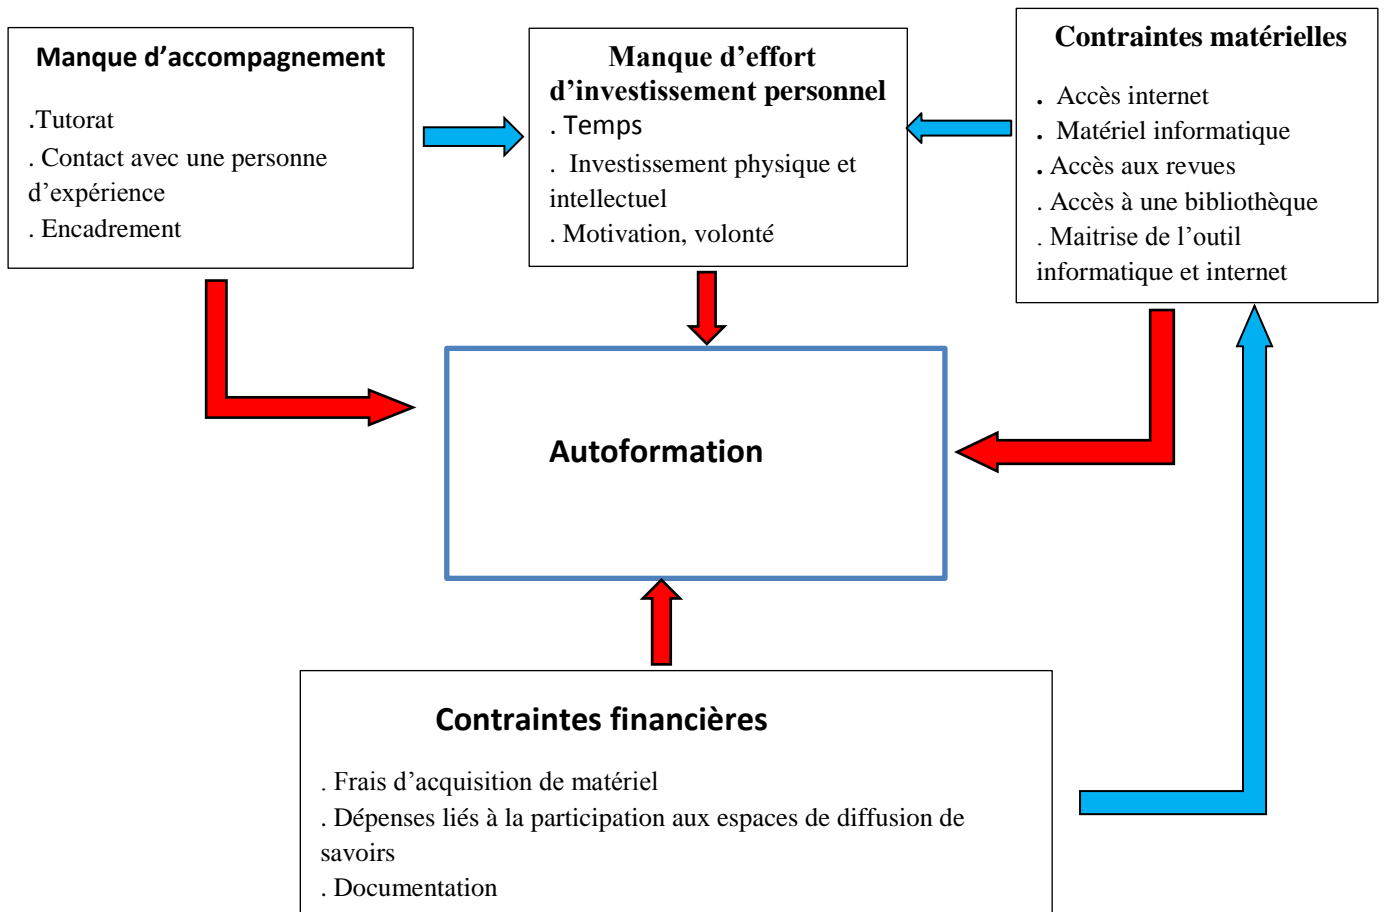 Manque d’accompagnement
.Tutorat
. Contact avec une personne
d’expérience
. Encadrement
Manque d’effort
d’investissement personnel
. Temps
. Investissement physique et
intellectuel
. Motivation, volonté
Contraintes matérielles
. Accès internet
. Matériel informatique
. Accès aux revues
. Accès à une bibliothèque
. Maitrise de l’outil
informatique et internet
Autoformation
Contraintes financières
. Frais d’acquisition de matériel
. Dépenses liés à la participation aux espaces de diffusion de
savoirs
. Documentation